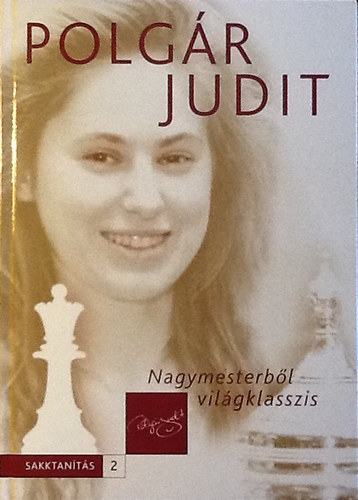 POLGÁR
JUDIT
Nagymesterből
világklasszis
SAKKTANÍTÁS 2